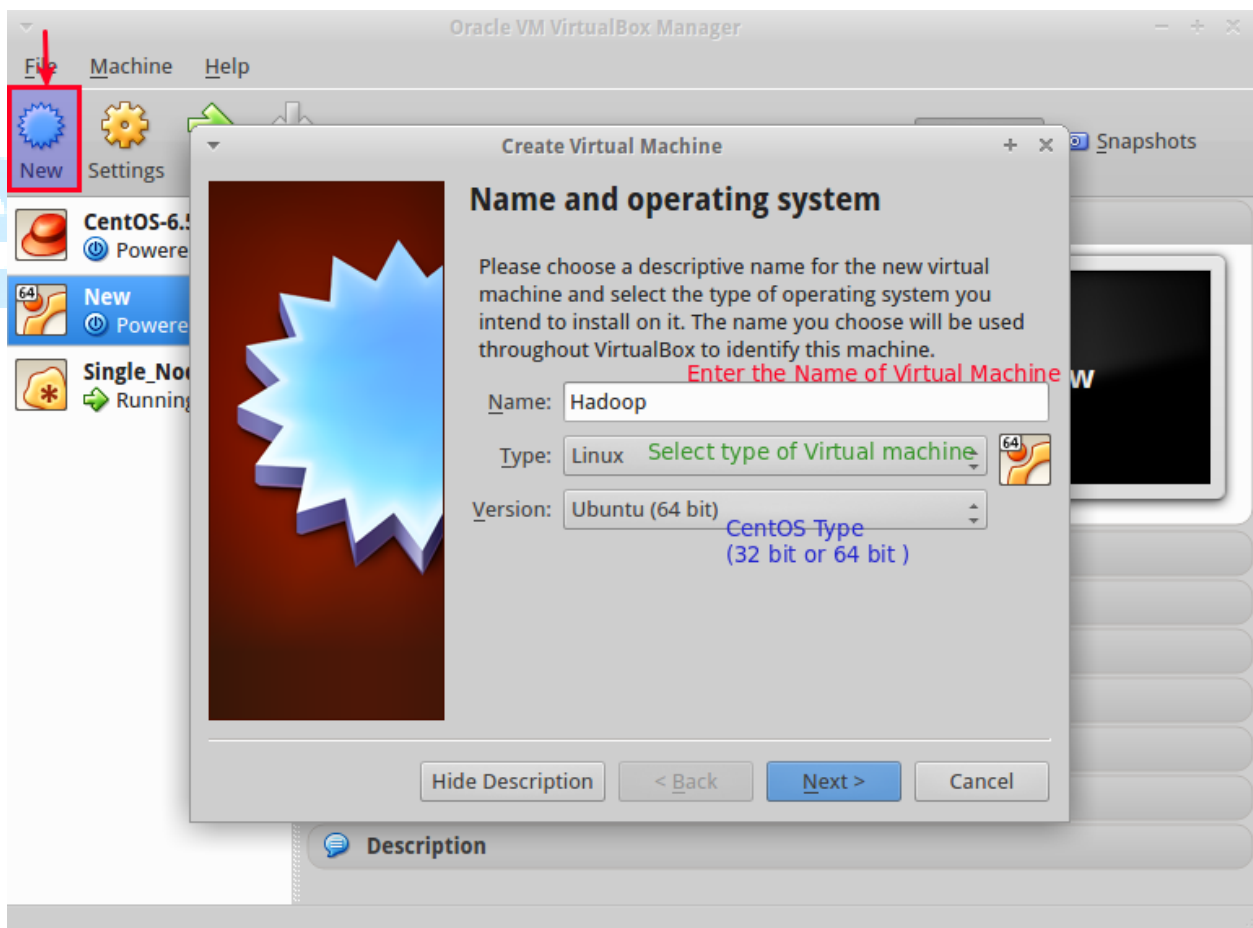 Oracle VM VirtualBox Manager
File Machine Help
New Settings
Snapshots
CentOS-6.5
Powere
64
New
Powere
Single_Nod
Running
Create Virtual Machine
Name and operating system
Please choose a descriptive name for the new virtual
machine and select the type of operating system you
intend to install on it. The name you choose will be used
throughout VirtualBox to identify this machine.
Enter the Name of Virtual Machine
Name: Hadoop
Type: Linux Select type of Virtual machine
64
Version: Ubuntu (64 bit)
CentOS Type
(32 bit or 64 bit )
Hide Description < Back Next > Cancel
Description